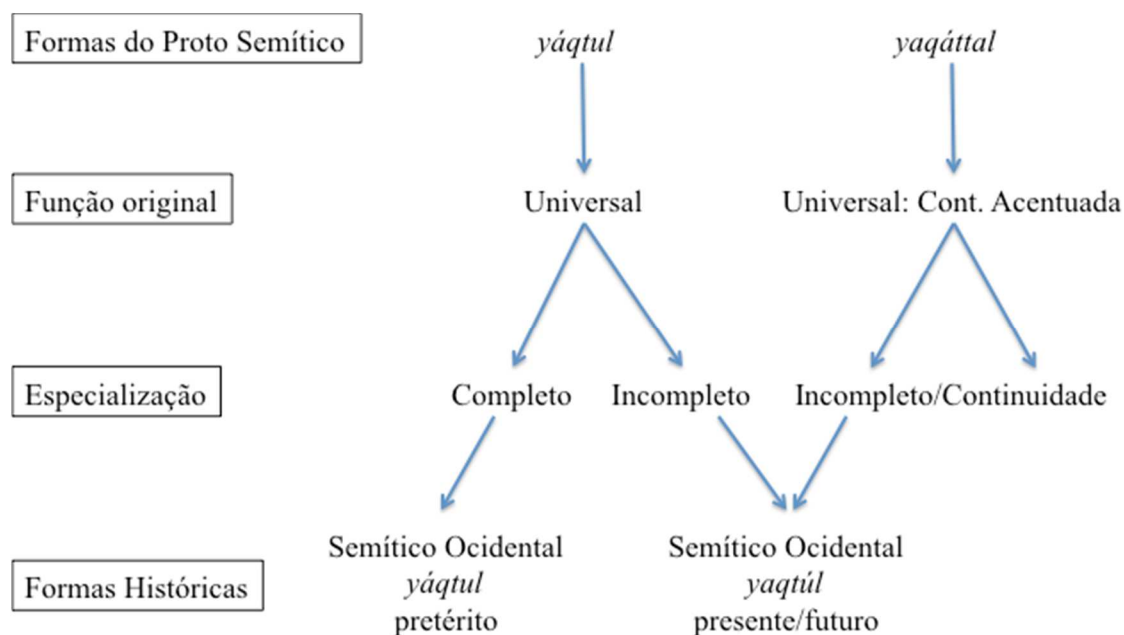 Formas do Proto Semítico
yáqtul
yaqáttal
Função original
Universal
Universal: Cont. Acentuada
Especialização
Completo
Incompleto
Incompleto/Continuidade
Formas Históricas
Semítico Ocidental
yáqtul
pretérito
Semítico Ocidental
yaqtúl
presente/futuro